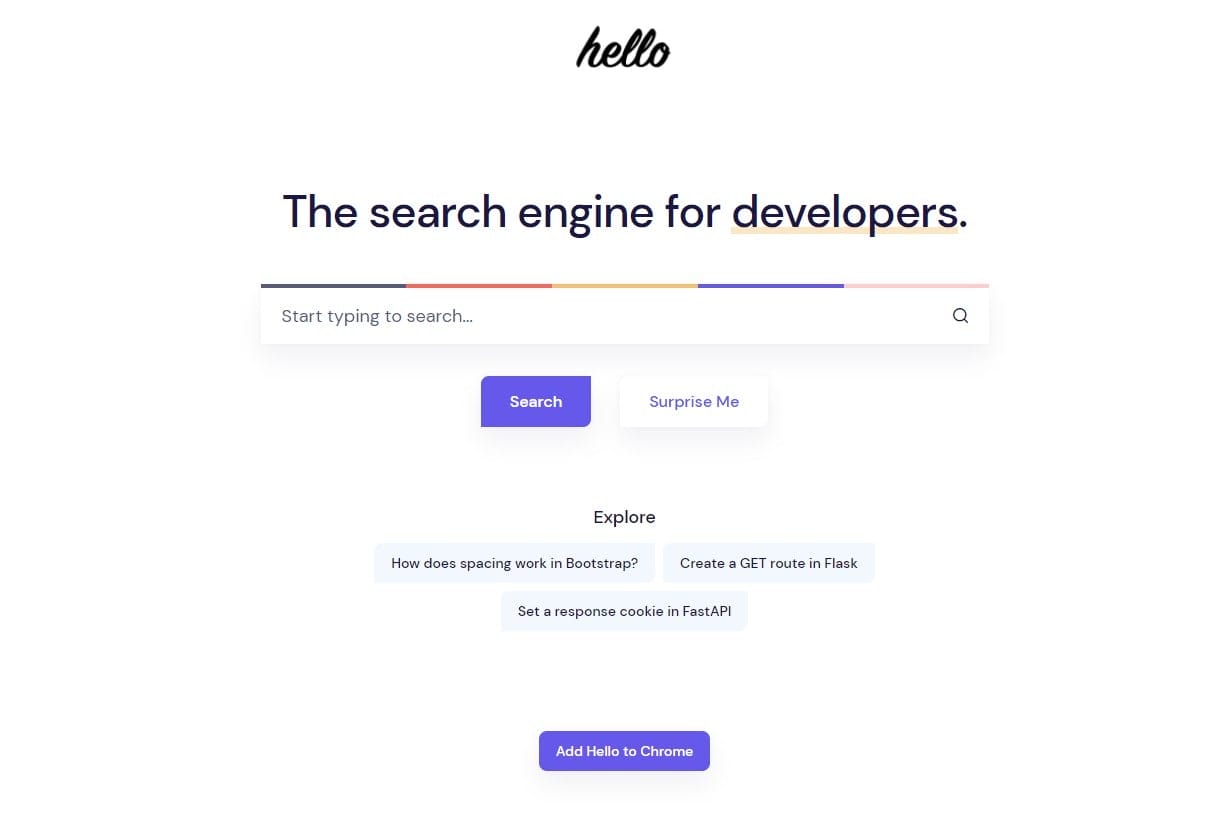 hello
The search engine for developers.
Start typing to search...
Search
Surprise Me
Explore
How does spacing work in Bootstrap?
Create a GET route in Flask
Set a response cookie in FastAPI
Add Hello to Chrome